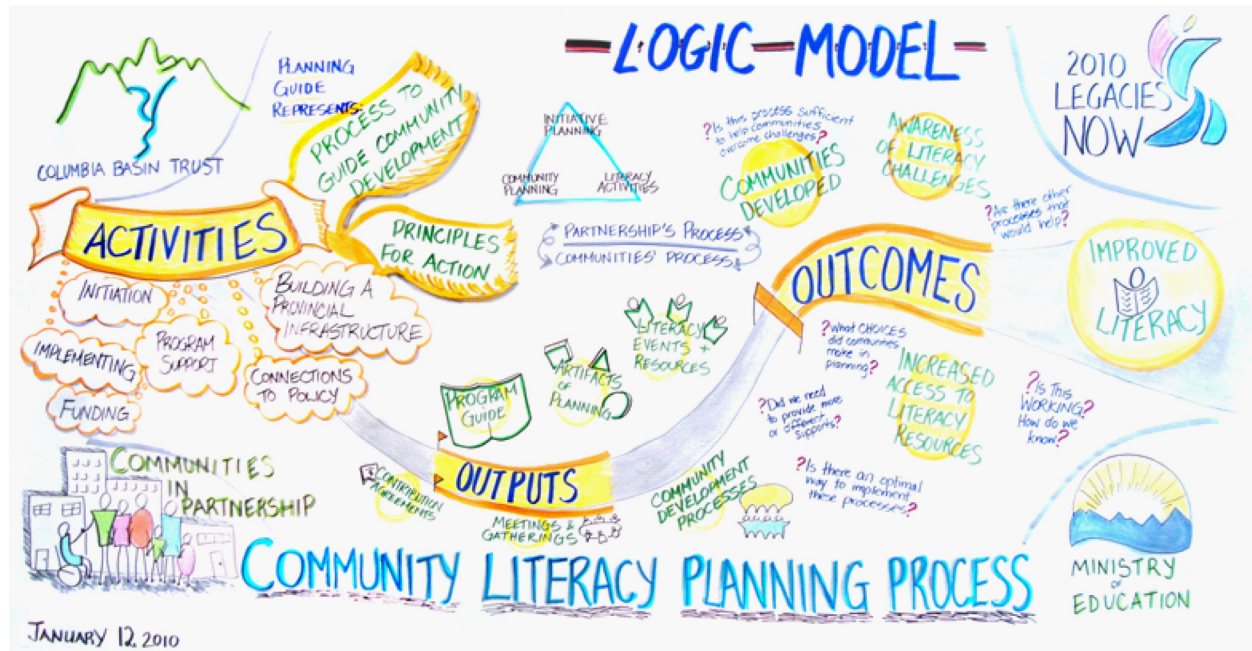 LOGIC MODEL
COLUMBIA BASIN TRUST
PLANNING
GUIDE
REPRESENTS:
PROCESS TO
GUIDE COMMUNITY
DEVELOPMENT
PRINCIPLES
FOR ACTION
ACTIVITIES
INITIATION
IMPLEMENTING
FUNDING
PROGRAM
SUPPORT
BUILDING A
PROVINCIAL
INFRASTRUCTURE
CONNECTIONS
TO POLICY
INITIATIVE
PLANNING
COMMUNITY
PLANNING
LITERACY
ACTIVITIES
PARTNERSHIP'S PROCESS
COMMUNITIES' PROCESS
OUTPUTS
PROGRAM
GUIDE
ARTIFACTS
OF
PLANNING
LITERACY
EVENTS +
RESOURCES
CONTRIBUTION
AGREEMENTS
MEETINGS &
GATHERINGS
COMMUNITY
DEVELOPMENT
PROCESSES
OUTCOMES
?Is this process sufficient
to help communities
overcome challenges?
COMMUNITIES
DEVELOPED
AWARENESS
OF LITERACY
CHALLENGES
?Are there other
processes that
would help?
?What CHOICES
did communities
make in
planning?
?Did we need
to provide more
or different
supports?
?Is there an optimal
way to implement
these processes?
INCREASED
ACCESS TO
LITERACY
RESOURCES
?Is This
WORKING?
How do we
know?
IMPROVED
LITERACY
2010
LEGACIES
NOW
MINISTRY
OF
EDUCATION
COMMUNITIES
IN
PARTNERSHIP
COMMUNITY LITERACY PLANNING PROCESS
JANUARY 12, 2010